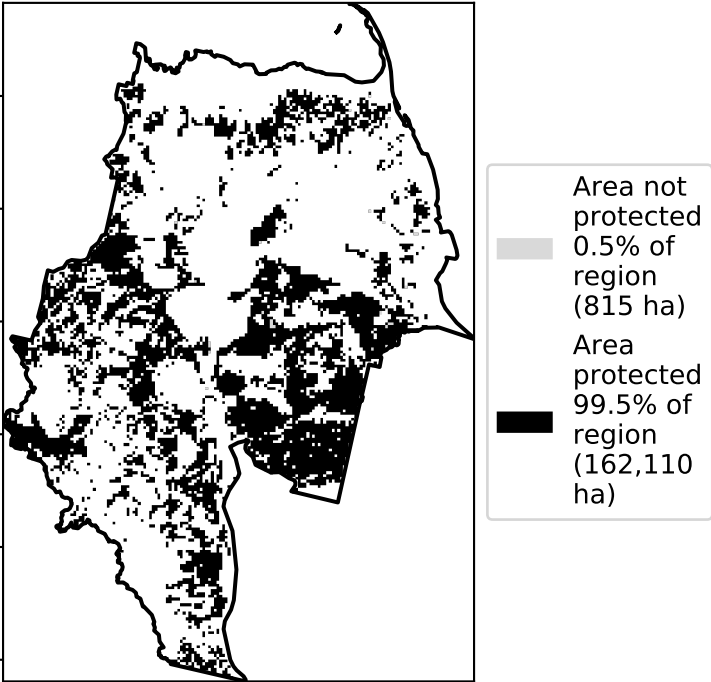 Area not
protected
0.5% of
region
(815 ha)
Area
protected
99.5% of
region
(162,110
ha)